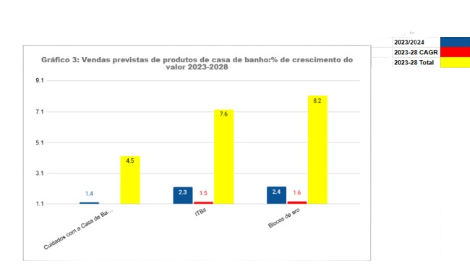 2023/2024
2023-28 CAGR
2023-28 Total
Gráfico 3: Vendas previstas de produtos de casa de banho:% de crescimento do
valor 2023-2028
9.1
7.1
5.1
3.1
1.1
1.4
4.5
2.3
1.5
7.6
2.4
1.6
8.2
Cuidados com a Casa de Ba...
ITBs
Blocos de aro